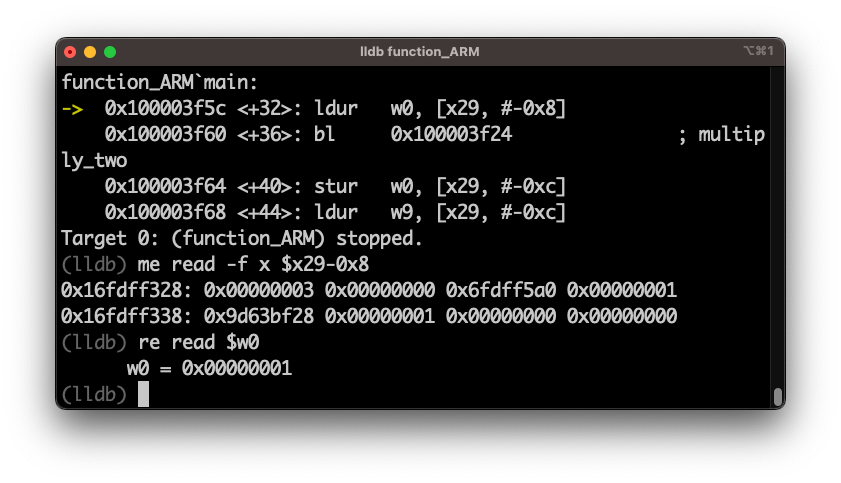 lldb function_ARM
⌥⌘1
function_ARM`main:
->  0x100003f5c <+32>: ldur   w0, [x29, #-0x8]
    0x100003f60 <+36>: bl     0x100003f24               ; multip
ly_two
    0x100003f64 <+40>: stur   w0, [x29, #-0xc]
    0x100003f68 <+44>: ldur   w9, [x29, #-0xc]
Target 0: (function_ARM) stopped.
(lldb) me read -f x $x29-0x8
0x16fdff328: 0x00000003 0x00000000 0x6fdff5a0 0x00000001
0x16fdff338: 0x9d63bf28 0x00000001 0x00000000 0x00000000
(lldb) re read $w0
      w0 = 0x00000001
(lldb)